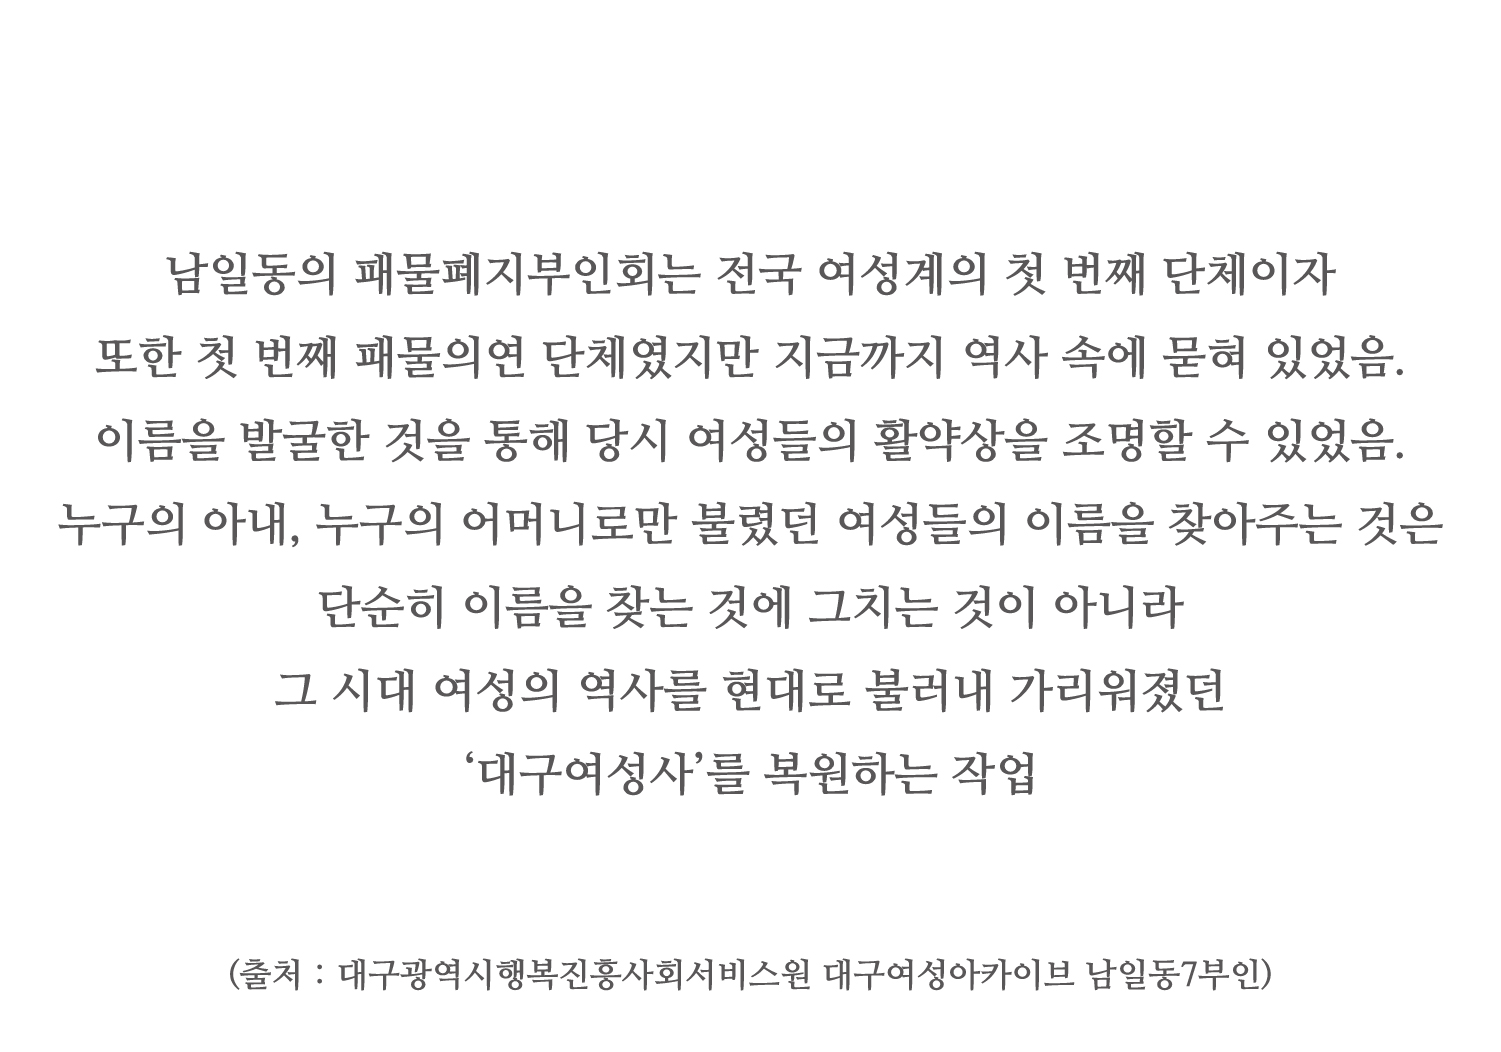 남일동의 패물폐지부인회는 전국 여성계의 첫 번째 단체이자
또한 첫 번째 패물의연 단체였지만 지금까지 역사 속에 묻혀 있었음.
이름을 발굴한 것을 통해 당시 여성들의 활약상을 조명할 수 있었음.
누구의 아내, 누구의 어머니로만 불렸던 여성들의 이름을 찾아주는 것은
단순히 이름을 찾는 것에 그치는 것이 아니라
그 시대 여성의 역사를 현대로 불러내 가리워졌던
‘대구여성사’를 복원하는 작업
(출처 : 대구광역시행복진흥사회서비스원 대구여성아카이브 남일동7부인)